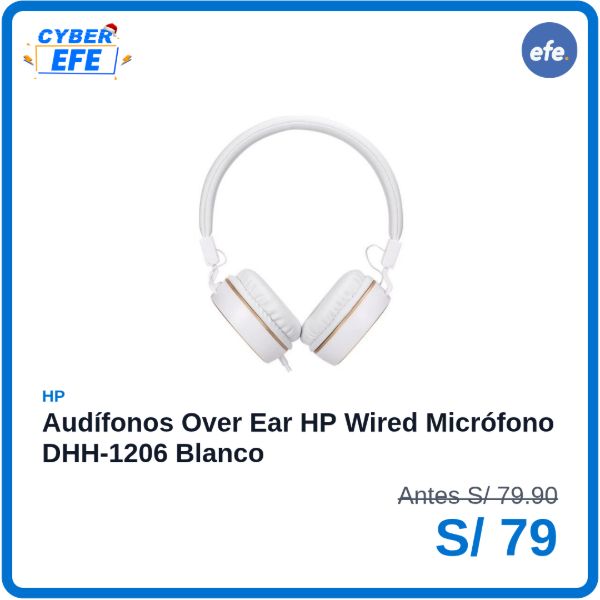 CYBER
EFE
efe.
HP
Audífonos Over Ear HP Wired Micrófono
DHH-1206 Blanco
Antes S/ 79.90
S/ 79